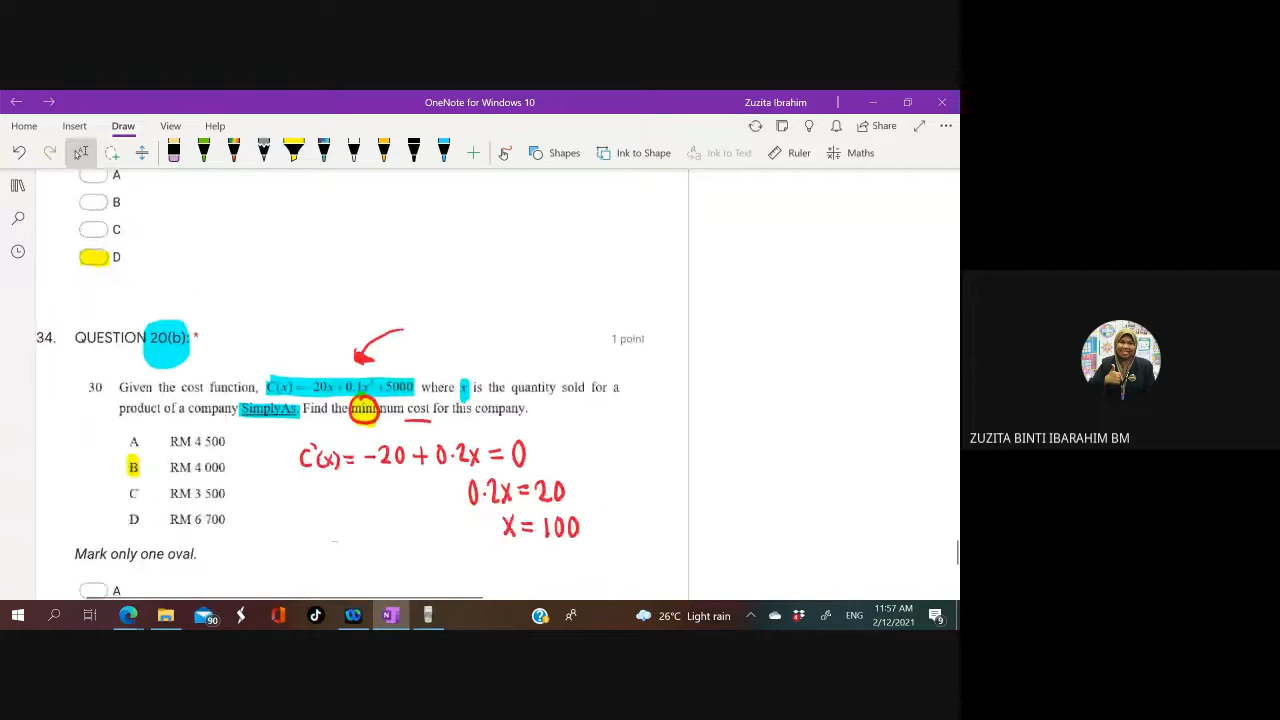 OneNote for Windows 10
Zuzita Ibrahim
Home Insert Draw View Help
Share
Shapes Ink to Shape Ink to Text Ruler Maths
A
B
C
D
34. QUESTION 20(b): *
1 point
30 Given the cost function, C(x) = -20x + 0.1x² + 5000 where x is the quantity sold for a
product of a company SimplyAs. Find the minimum cost for this company.
A RM 4 500
B RM 4 000
C RM 3 500
D RM 6 700
C'(x) = -20 + 0.2x = 0
0.2x = 20
x = 100
Mark only one oval.
A
ZUZITA BINTI IBARAHIM BM
90
26°C Light rain
ENG
11:57 AM
2/12/2021
9